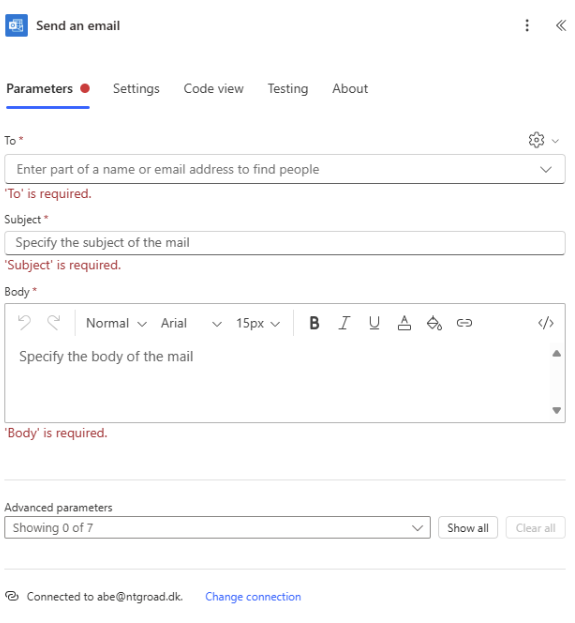 Send an email
Parameters Settings Code view Testing About
To *
Enter part of a name or email address to find people
'To' is required.
Subject *
Specify the subject of the mail
'Subject' is required.
Body *
Normal Arial 15px B I U A </>
Specify the body of the mail
'Body' is required.
Advanced parameters
Showing 0 of 7 Show all Clear all
Connected to abe@ntgroad.dk. Change connection